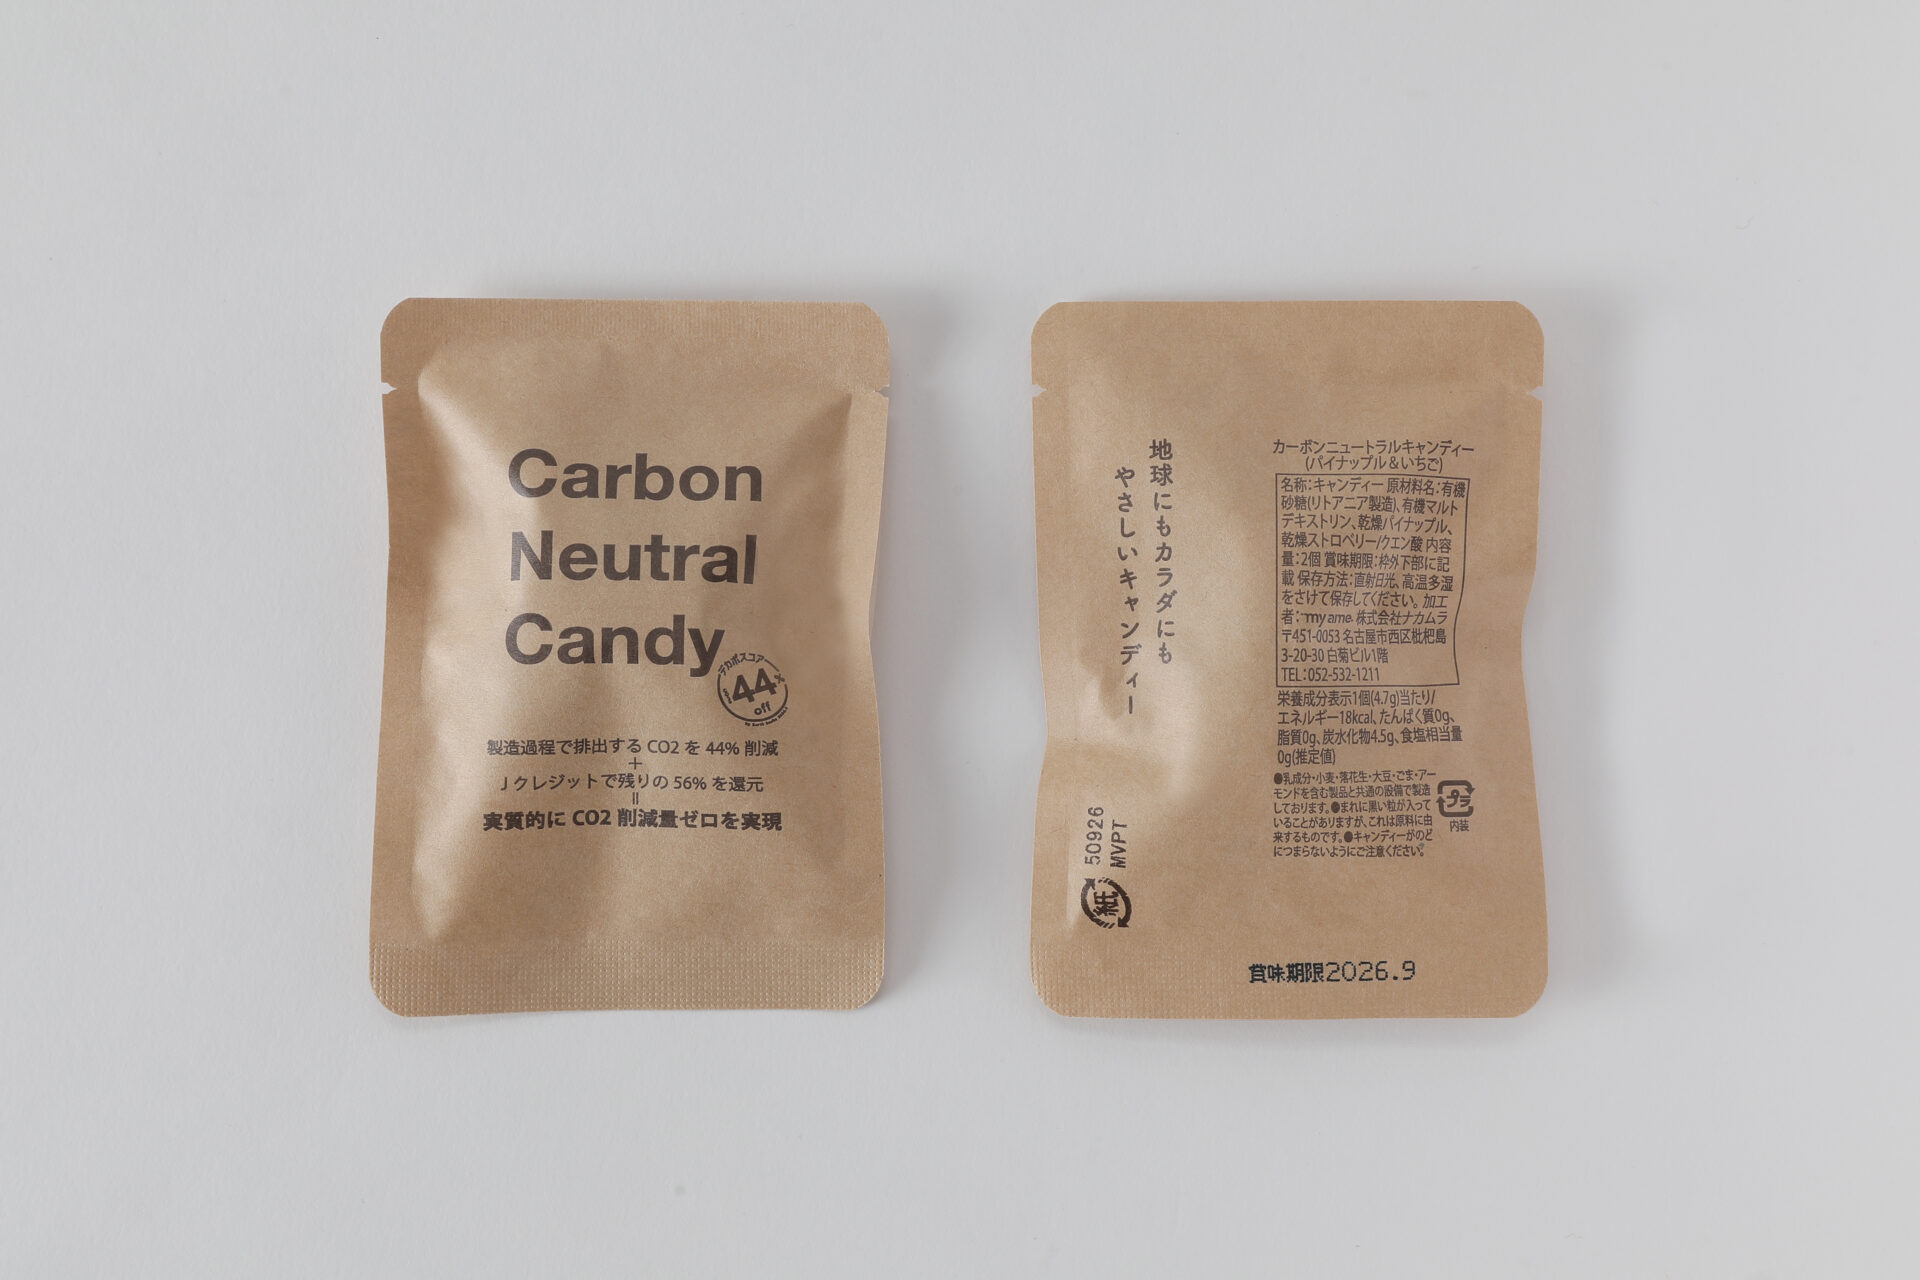 Carbon
Neutral
Candy
デカボスコア
44%
off
製造過程で排出する CO2 を 44% 削減
+
J クレジットで残りの 56% を還元
=
実質的に CO2 削減量ゼロを実現
地球にもカラダにも
やさしいキャンディー
50926
MVPT
紙
カーボンニュートラルキャンディー
(パイナップル＆いちご)
名称：キャンディー 原材料名：有機
砂糖(リトアニア製造)、有機マルト
デキストリン、乾燥パイナップル、
乾燥ストロベリー/クエン酸 内容
量：2個 賞味期限：枠外下部に記
載 保存方法：直射日光、高温多湿
をさけて保存してください。加工
者：my ame 株式会社ナカムラ
〒451-0053 名古屋市西区枇杷島
3-20-30 白菊ビル1階
TEL：052-532-1211
栄養成分表示1個(4.7g)当たり/
エネルギー18kcal、たんぱく質0g、
脂質0g、炭水化物4.5g、食塩相当量
0g(推定値)
●乳成分・小麦・落花生・大豆・ごま・アー
モンドを含む製品と共通の設備で製造
しております。●まれに黒い粒が入って
いることがありますが、これは原料に由
来するものです。●キャンディーがのど
につまらないようにご注意ください。
プラ
内装
賞味期限2026.9